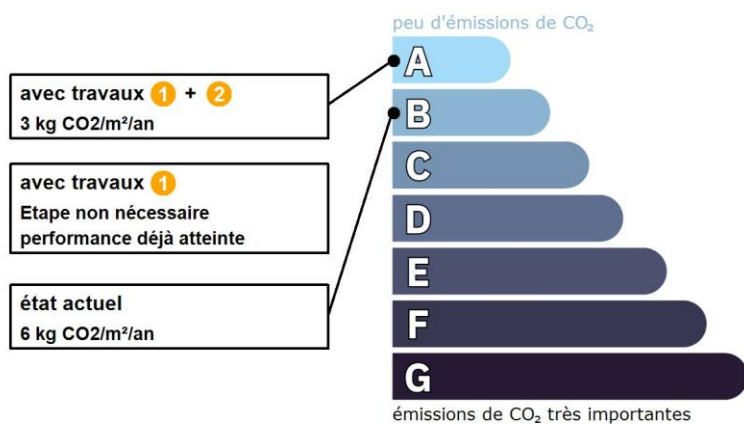 peu d'émissions de CO₂
A
B
C
D
E
F
G
émissions de CO₂ très importantes
avec travaux 1 + 2
3 kg CO2/m²/an
avec travaux 1
Etape non nécessaire
performance déjà atteinte
état actuel
6 kg CO2/m²/an